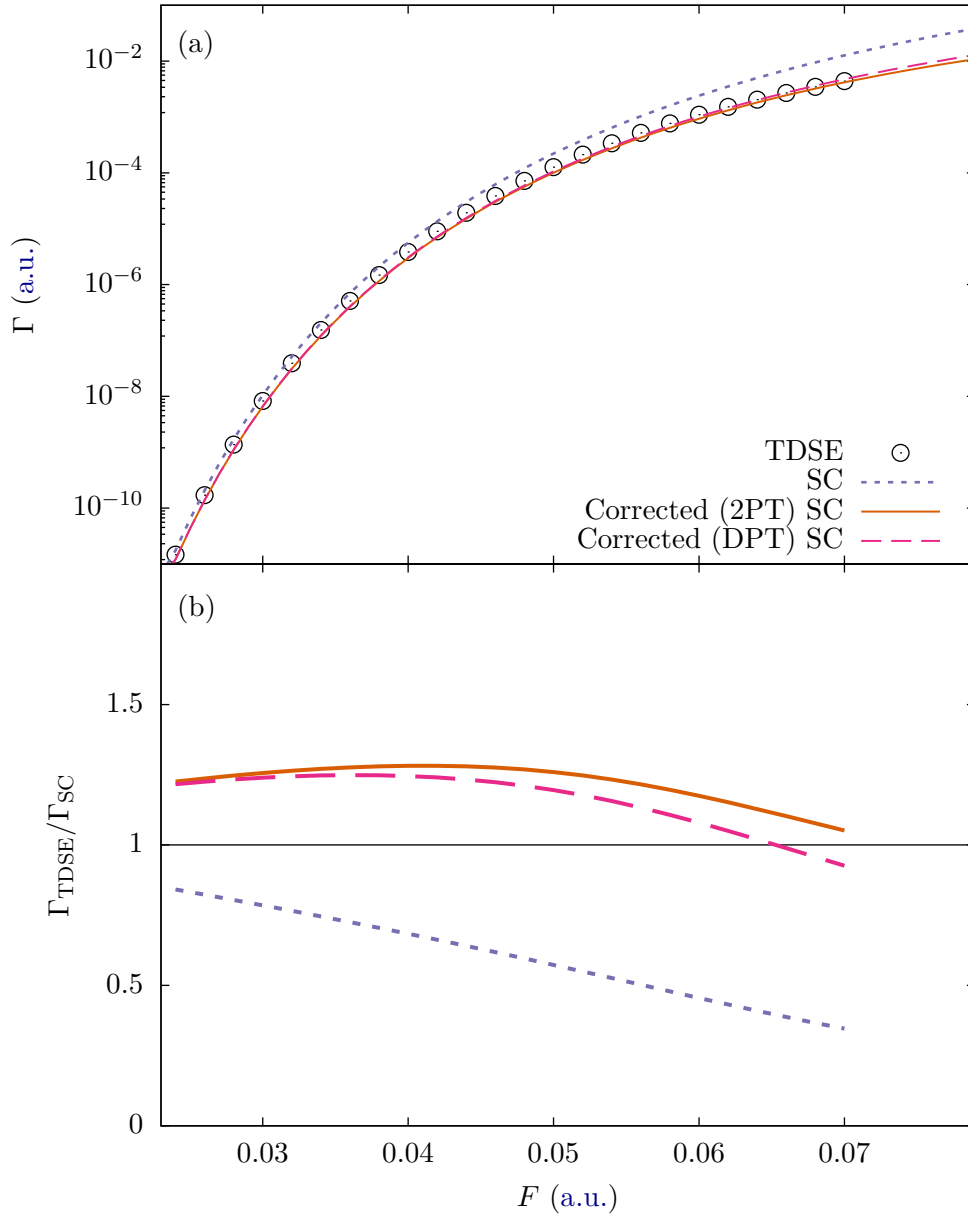 (a)
10⁻²
10⁻⁴
10⁻⁶
10⁻⁸
10⁻¹⁰
Γ (a.u.)
TDSE
SC
Corrected (2PT) SC
Corrected (DPT) SC
(b)
1.5
1
0.5
0
Γ_TDSE/Γ_SC
0.03 0.04 0.05 0.06 0.07
F (a.u.)